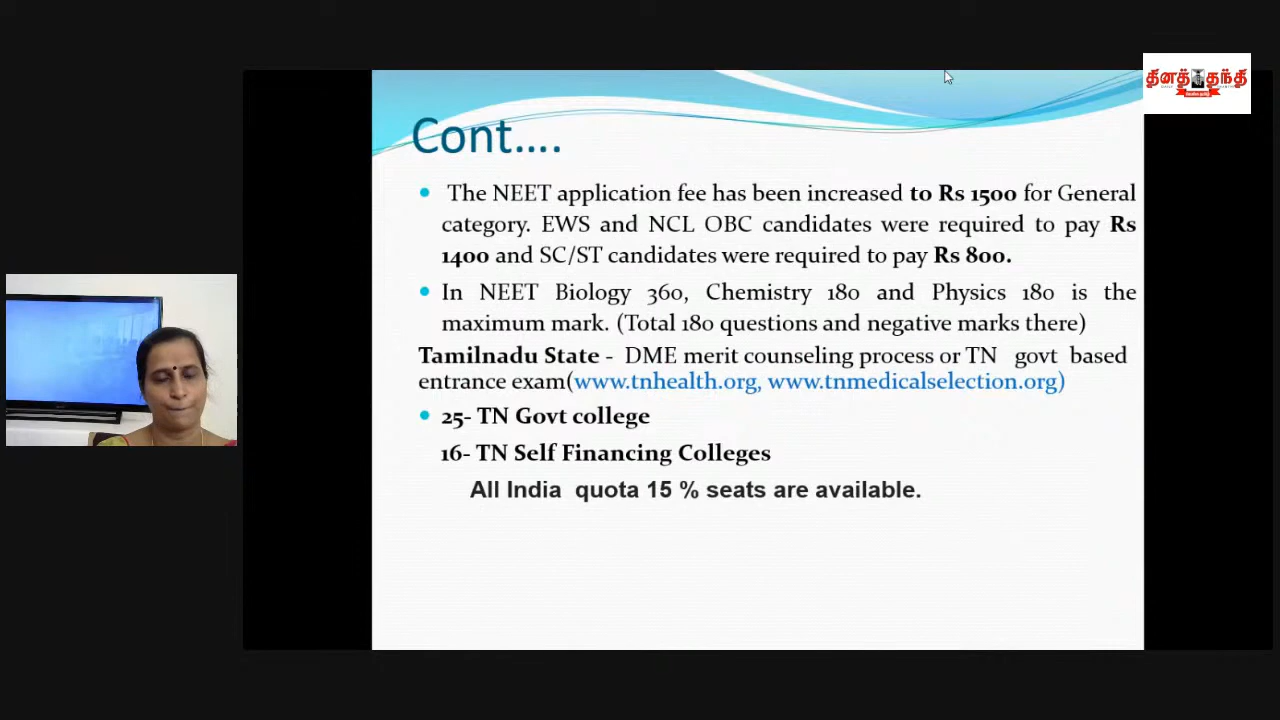 தினத்தந்தி
Cont….
The NEET application fee has been increased to Rs 1500 for General
category. EWS and NCL OBC candidates were required to pay Rs
1400 and SC/ST candidates were required to pay Rs 800.
In NEET Biology 360, Chemistry 180 and Physics 180 is the
maximum mark. (Total 180 questions and negative marks there)
Tamilnadu State - DME merit counseling process or TN govt based
entrance exam(www.tnhealth.org, www.tnmedicalselection.org)
25- TN Govt college
16- TN Self Financing Colleges
All India quota 15 % seats are available.